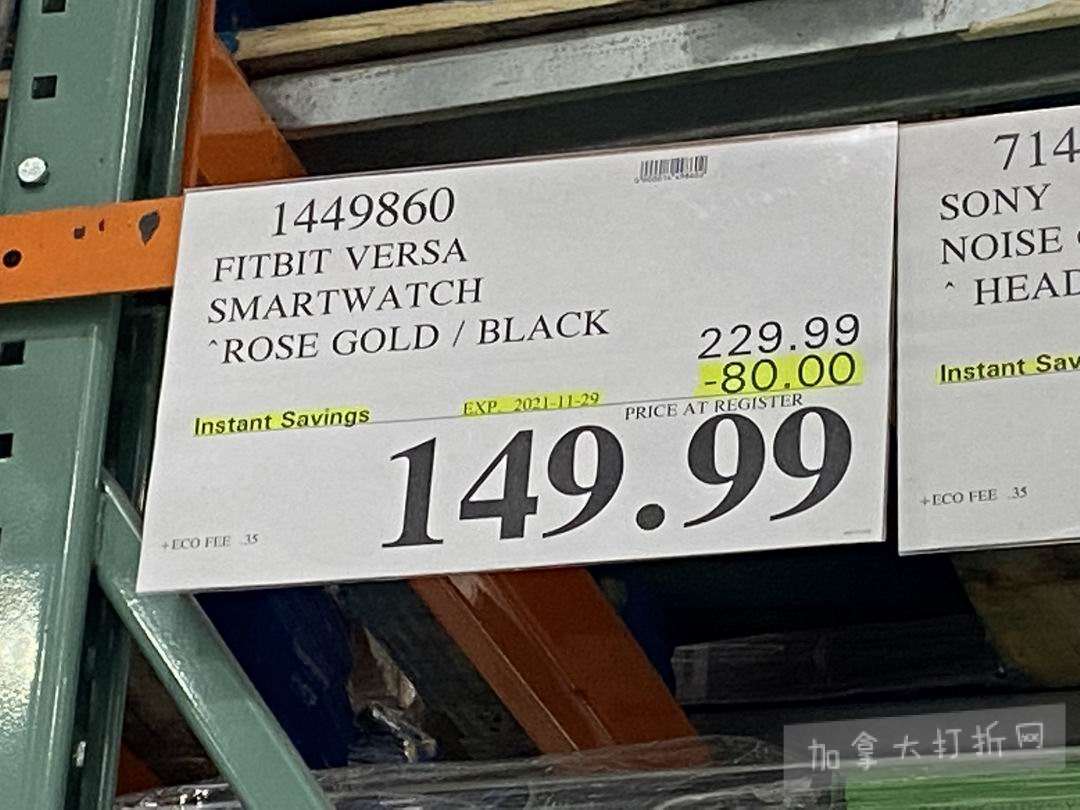 1449860
FITBIT VERSA
SMARTWATCH
^ROSE GOLD / BLACK
229.99
-80.00
Instant Savings EXP. 2021-11-29 PRICE AT REGISTER
149.99
+ECO FEE .35
714
SONY
NOISE
^ HEAD
Instant Sav
+ECO FEE .35
加拿大打折网